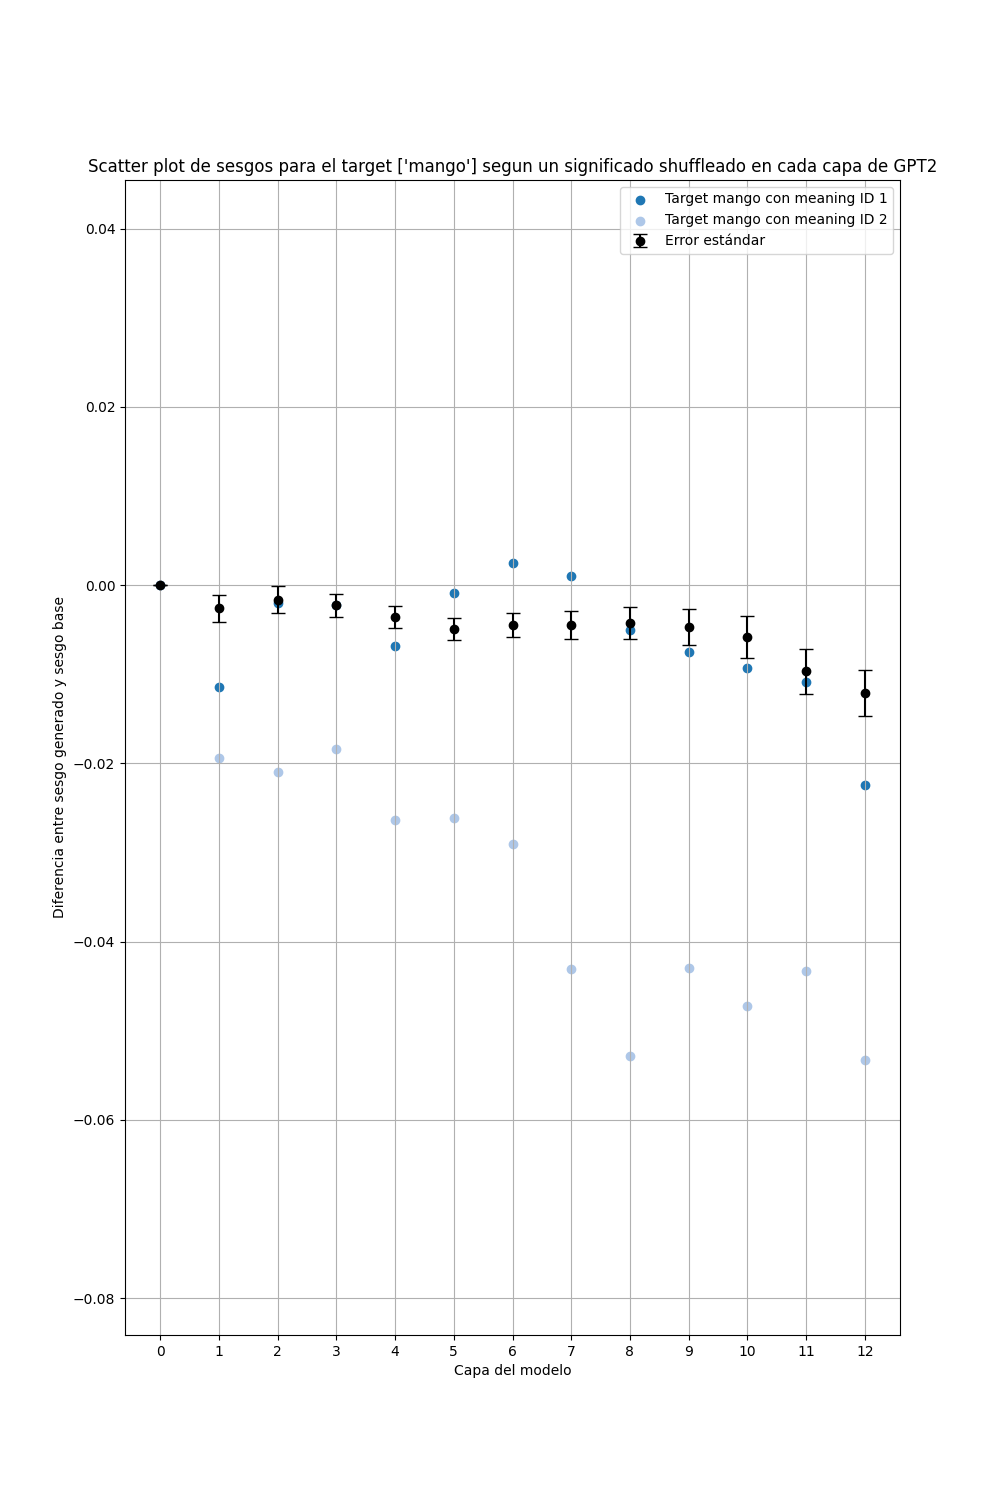 Scatter plot de sesgos para el target ['mango'] segun un significado shuffleado en cada capa de GPT2
Target mango con meaning ID 1
Target mango con meaning ID 2
Error estándar
Diferencia entre sesgo generado y sesgo base
0.04
0.02
0.00
−0.02
−0.04
−0.06
−0.08
0 1 2 3 4 5 6 7 8 9 10 11 12
Capa del modelo